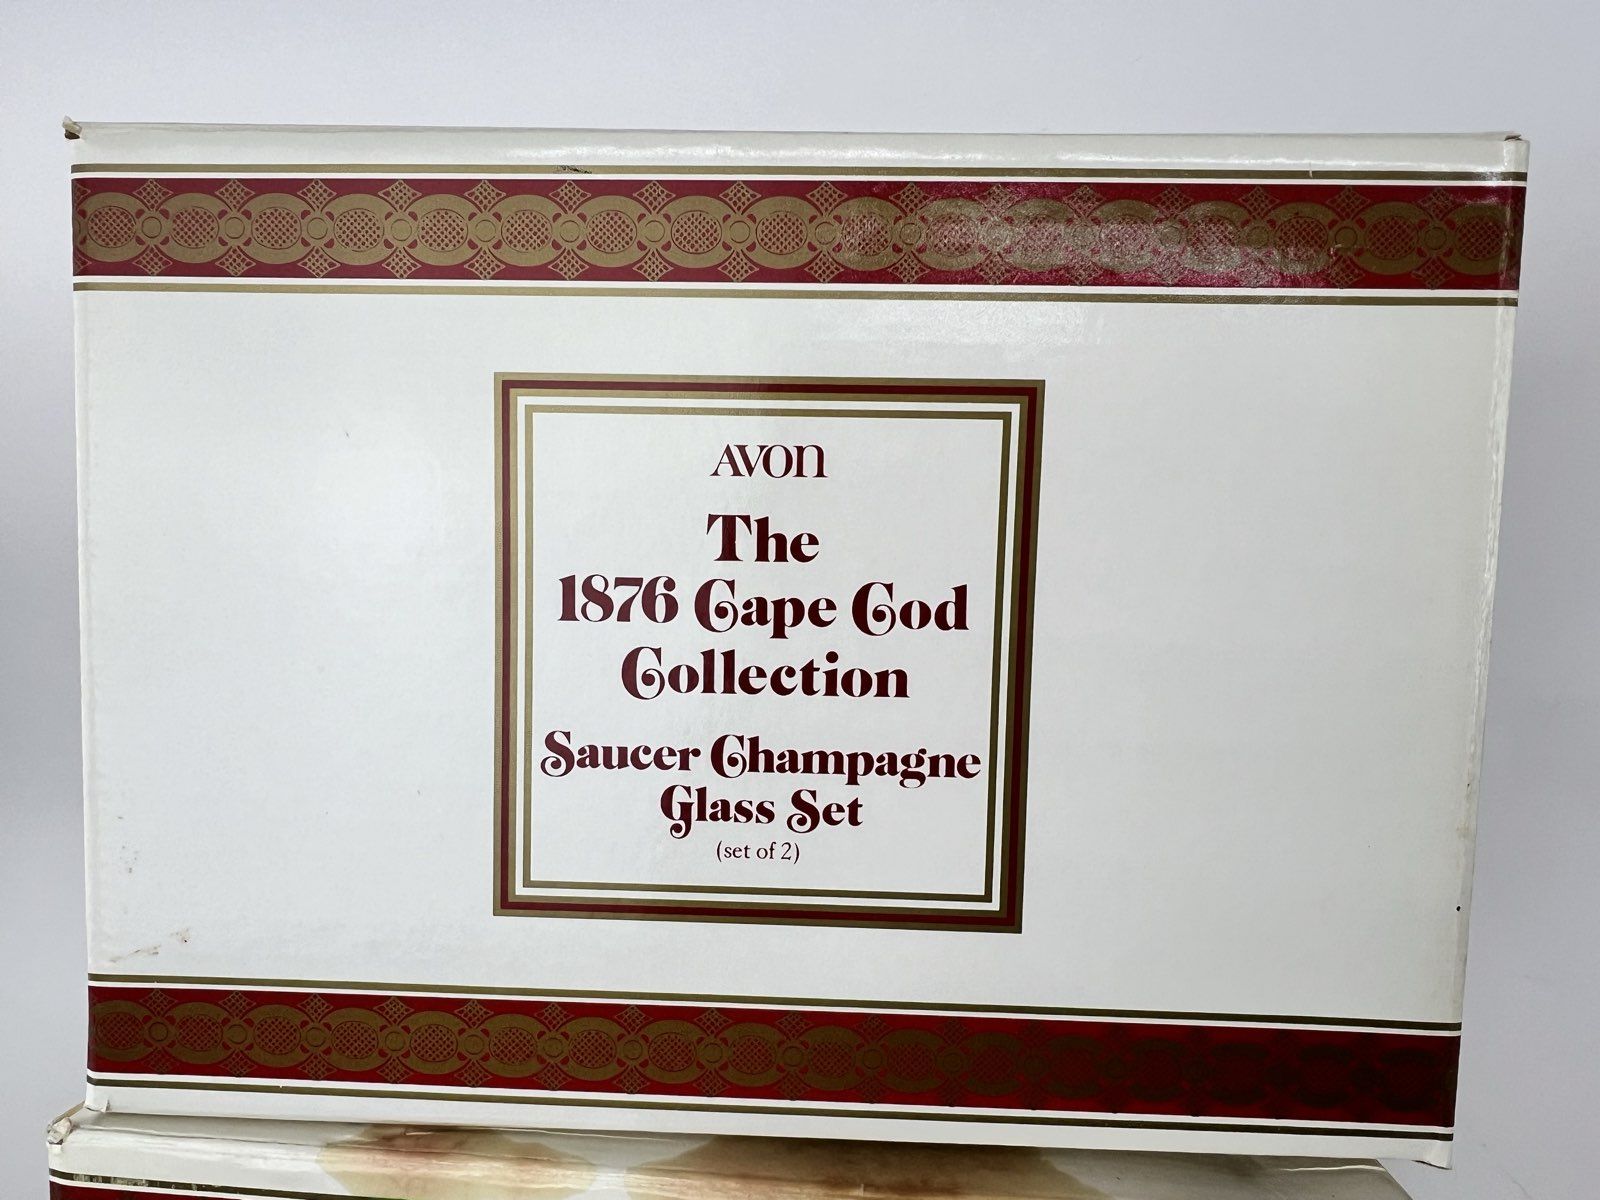 AVON
The
1876 Cape Cod
Collection
Saucer Champagne
Glass Set
(set of 2)